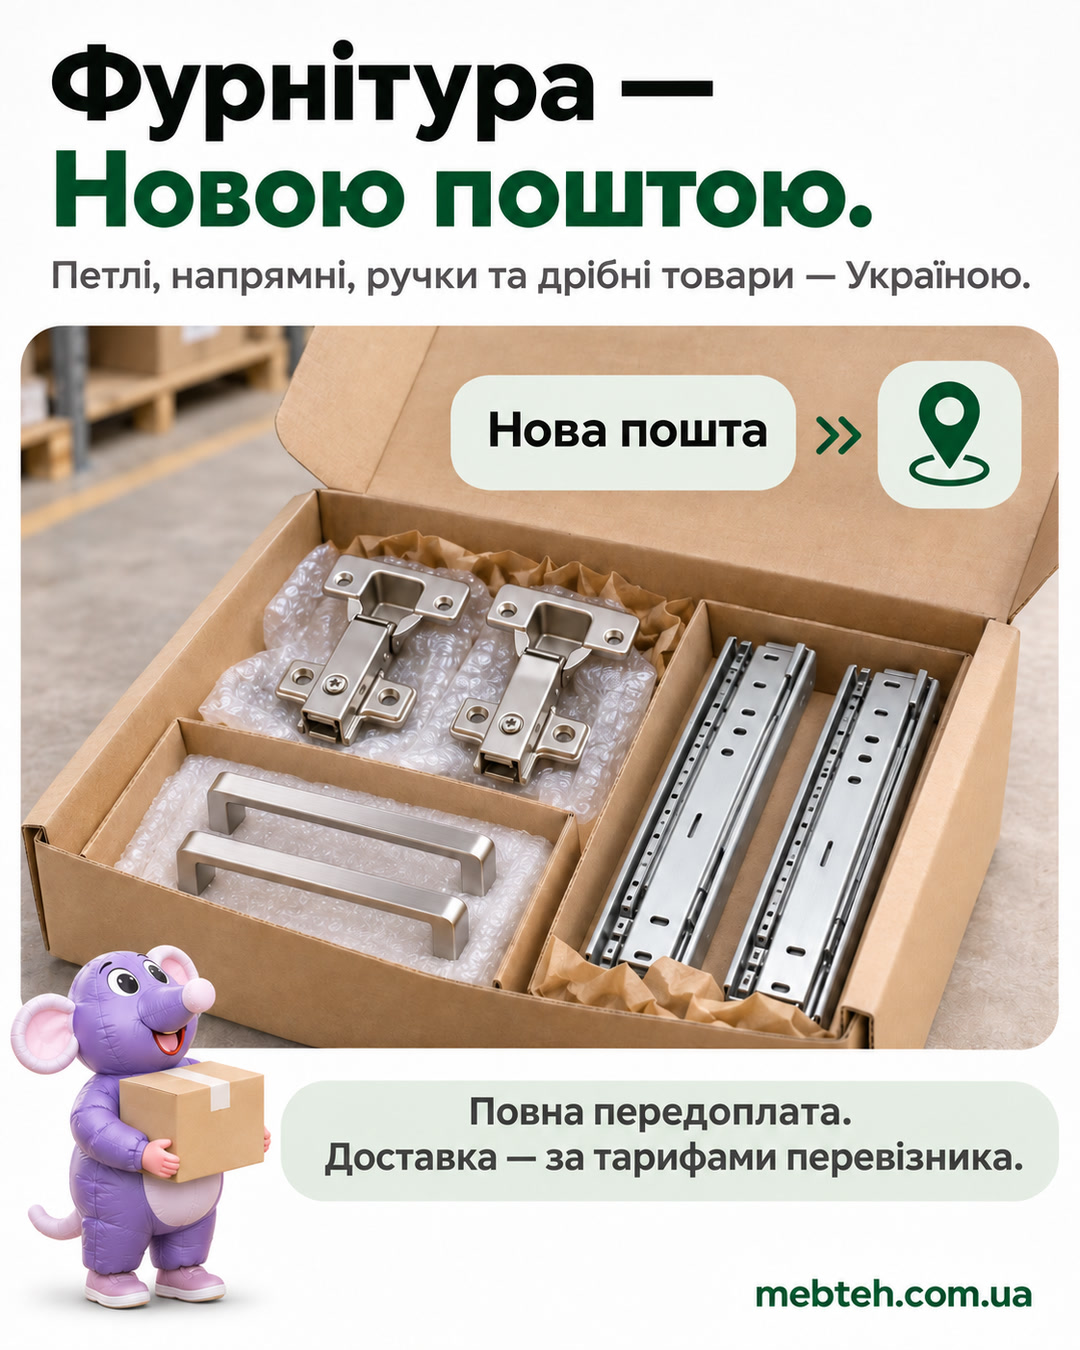 Фурнітура —
Новою поштою.
Петлі, напрямні, ручки та дрібні товари — Україною.
Нова пошта
Повна передоплата.
Доставка — за тарифами перевізника.
mebteh.com.ua